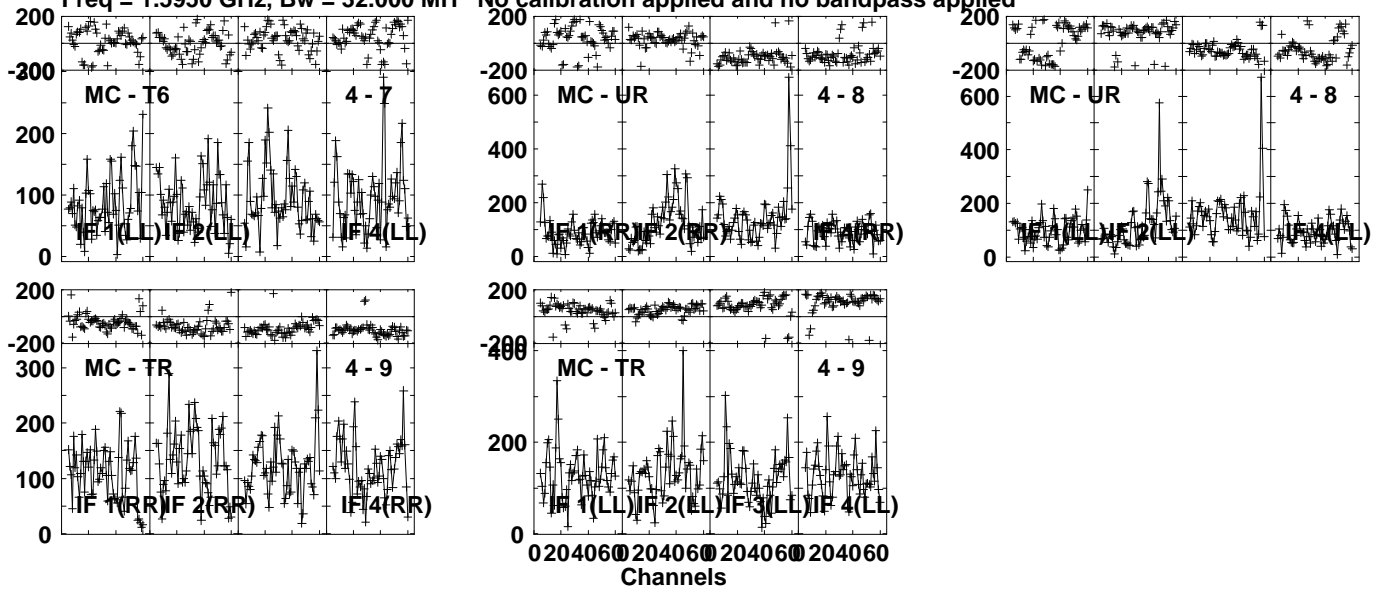 Freq = 1.5950 GHz, Bw = 32.000 MH No calibration applied and no bandpass applied
200 200 200
-200 -200 -200
300
MC - T6 4 - 7 MC - UR 4 - 8 MC - UR 4 - 8
600 600
200
400 400
100
200 200
IF 1(LL) IF 2(LL) IF 4(LL) IF 1(RR) IF 2(RR) IF 4(RR) IF 1(LL) IF 2(LL) IF 4(LL)
0 0 0
200 200
-200 -200
400
MC - TR 4 - 9 MC - TR 4 - 9
300
200 200
100
IF 1(RR) IF 2(RR) IF 4(RR) IF 1(LL) IF 2(LL) IF 3(LL) IF 4(LL)
0 0
0 20 40 60 0 20 40 60 0 20 40 60 0 20 40 60
Channels